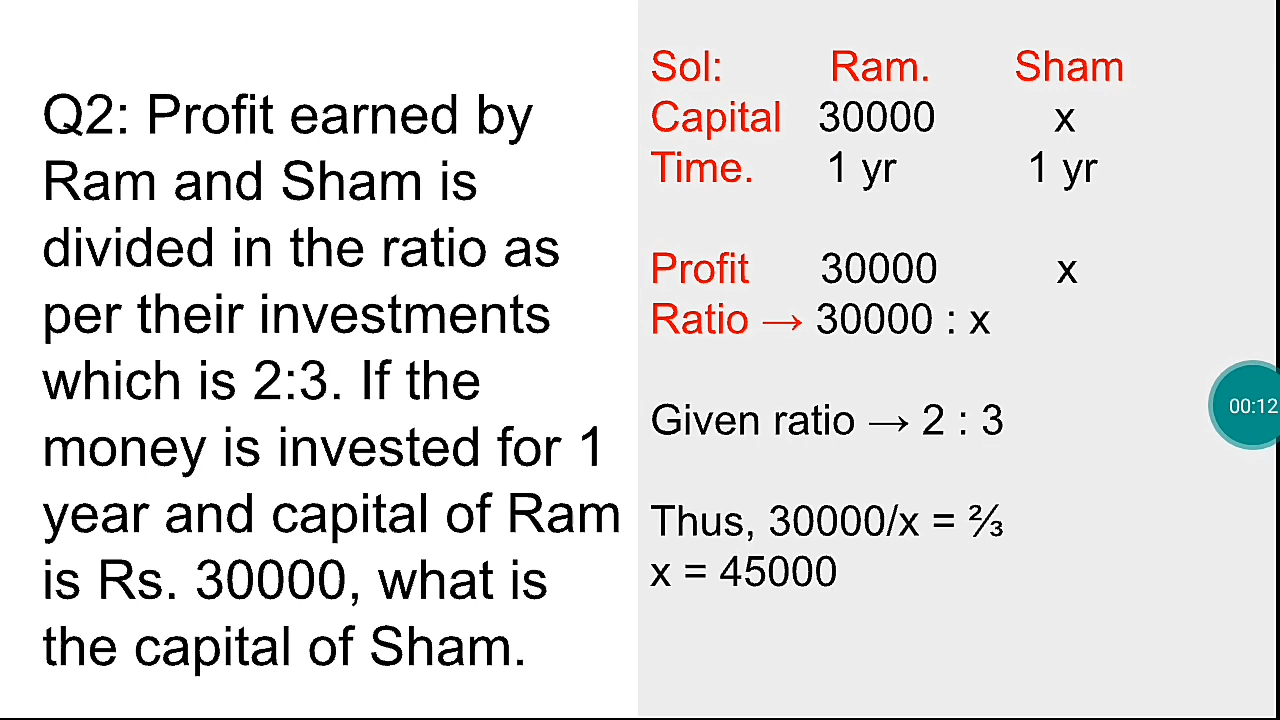 Q2: Profit earned by
Ram and Sham is
divided in the ratio as
per their investments
which is 2:3. If the
money is invested for 1
year and capital of Ram
is Rs. 30000, what is
the capital of Sham.
Sol: Ram. Sham
Capital 30000 x
Time. 1 yr 1 yr
Profit 30000 x
Ratio → 30000 : x
Given ratio → 2 : 3
Thus, 30000/x = ⅔
x = 45000
00:12